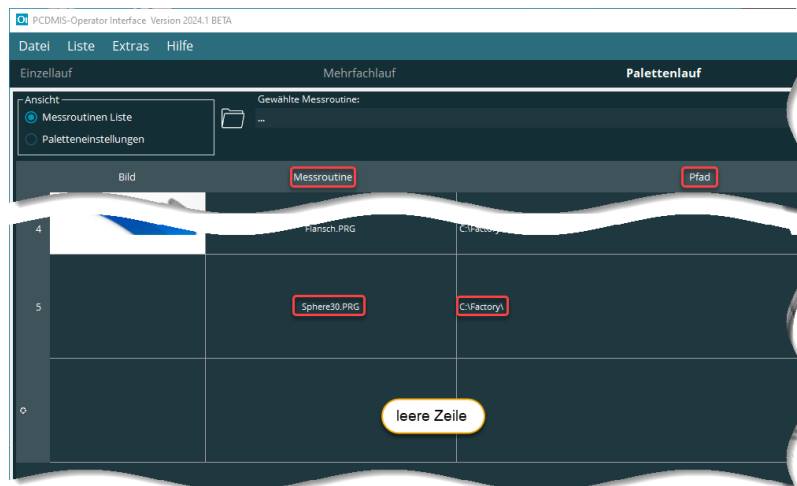 PCDMIS-Operator Interface Version 2024.1 BETA
Datei Liste Extras Hilfe
Einzellauf Mehrfachlauf Palettenlauf
Ansicht
Messroutinen Liste
Paletteneinstellungen
Gewählte Messroutine:
...
Bild Messroutine Pfad
4 Flansch.PRG C:\Factory\
5 Sphere30.PRG C:\Factory\
leere Zeile